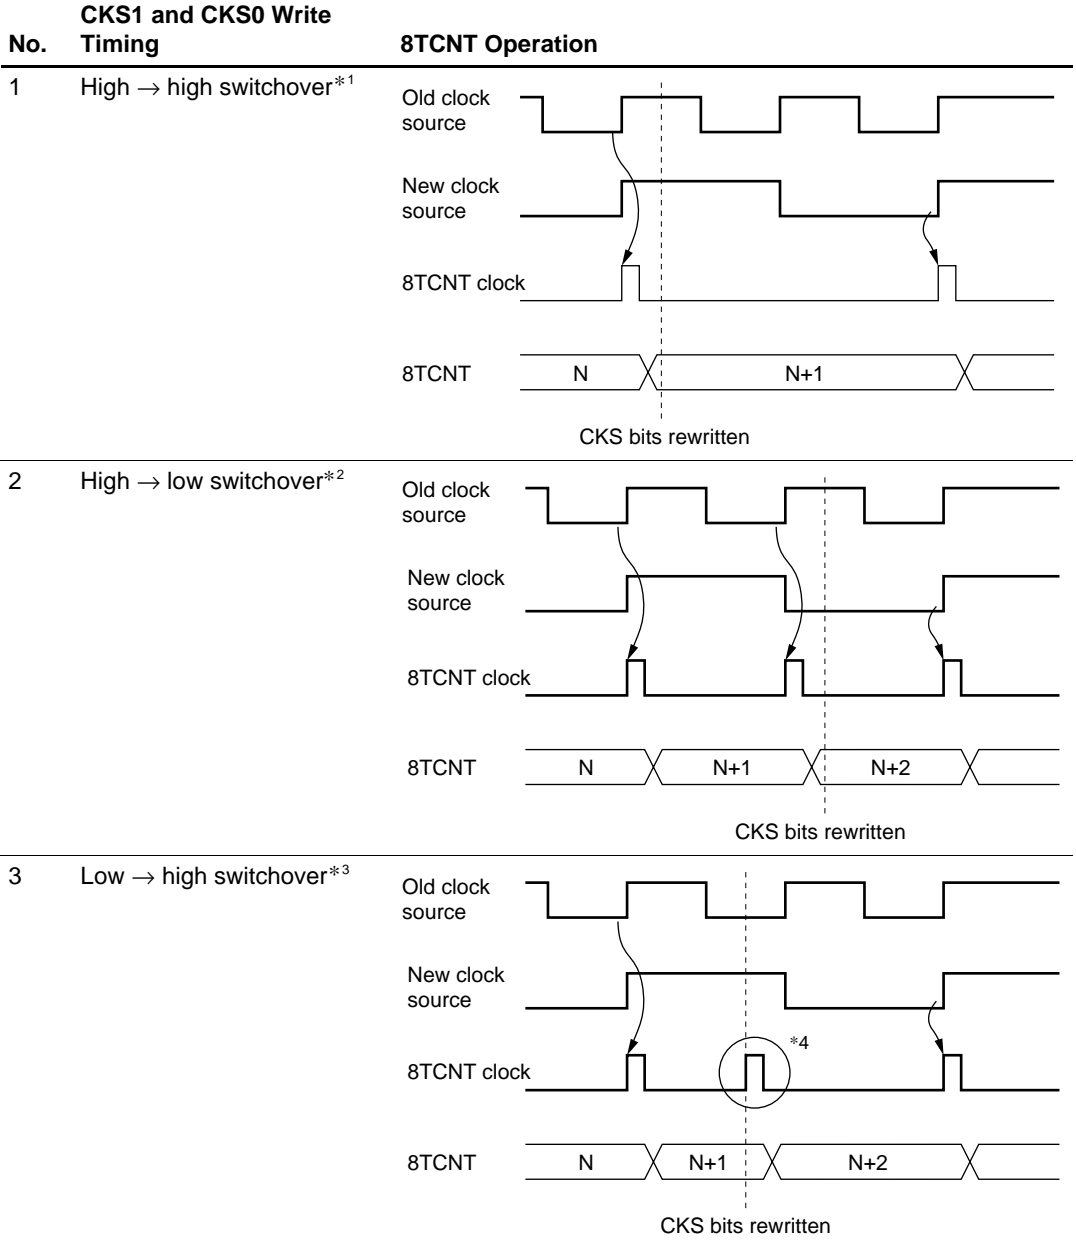 No.
CKS1 and CKS0 Write
Timing
8TCNT Operation
1
High → high switchover*1
Old clock
source
New clock
source
8TCNT clock
8TCNT
N
N+1
CKS bits rewritten
2
High → low switchover*2
Old clock
source
New clock
source
8TCNT clock
8TCNT
N
N+1
N+2
CKS bits rewritten
3
Low → high switchover*3
Old clock
source
New clock
source
*4
8TCNT clock
8TCNT
N
N+1
N+2
CKS bits rewritten